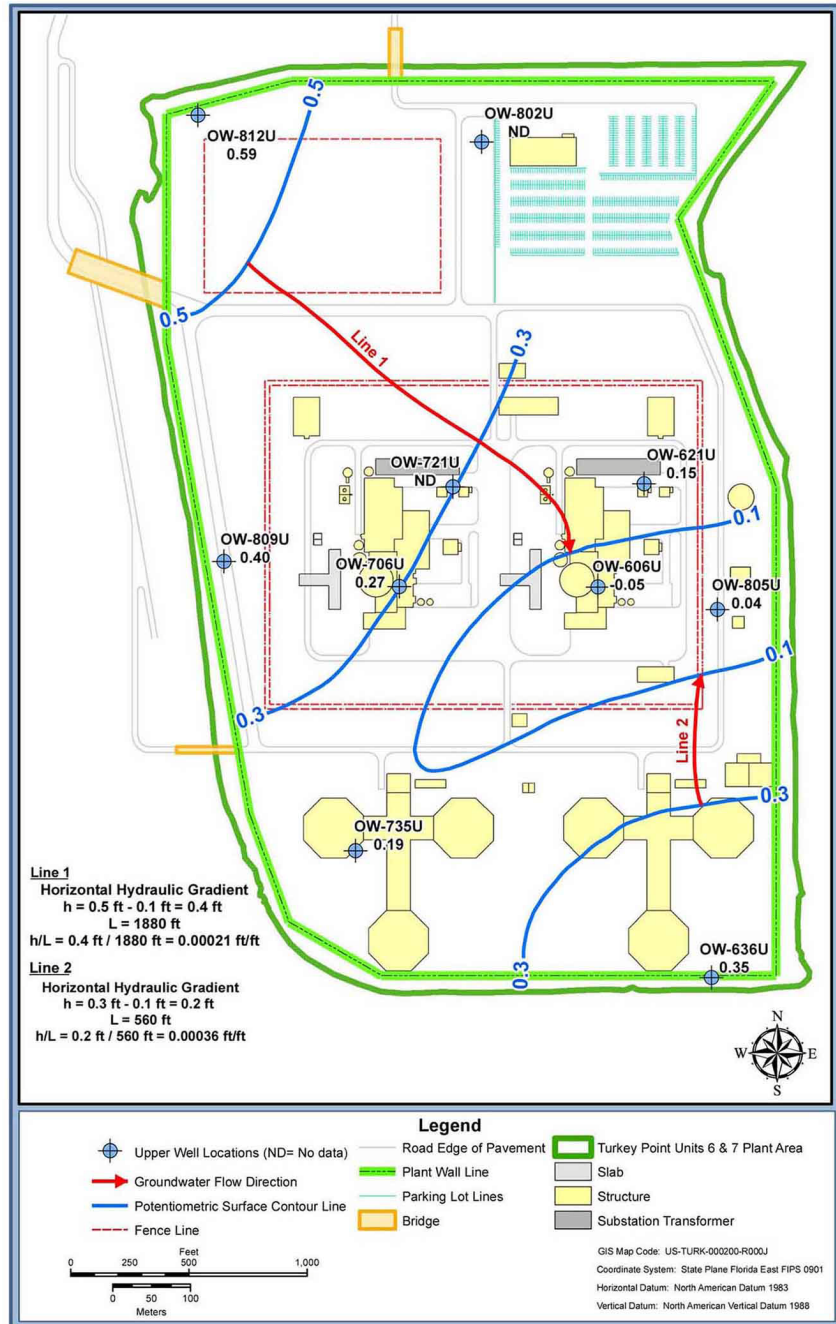 0.5
OW-812U
0.59
OW-802U
ND
0.5
Line 1
0.3
OW-721U
ND
OW-621U
0.15
0.1
OW-809U
0.40
OW-706U
0.27
OW-606U
-0.05
OW-805U
0.04
0.1
0.3
Line 2
0.3
OW-735U
0.19
OW-636U
0.35
0.3
Line 1
Horizontal Hydraulic Gradient
h = 0.5 ft - 0.1 ft = 0.4 ft
L = 1880 ft
h/L = 0.4 ft / 1880 ft = 0.00021 ft/ft
Line 2
Horizontal Hydraulic Gradient
h = 0.3 ft - 0.1 ft = 0.2 ft
L = 560 ft
h/L = 0.2 ft / 560 ft = 0.00036 ft/ft
N
W E
S
Legend
Upper Well Locations (ND= No data)
Groundwater Flow Direction
Potentiometric Surface Contour Line
Fence Line
Road Edge of Pavement
Plant Wall Line
Parking Lot Lines
Bridge
Turkey Point Units 6 & 7 Plant Area
Slab
Structure
Substation Transformer
Feet
0 250 500 1,000
0 50 100
Meters
GIS Map Code: US-TURK-000200-R000J
Coordinate System: State Plane Florida East FIPS 0901
Horizontal Datum: North American Datum 1983
Vertical Datum: North American Vertical Datum 1988